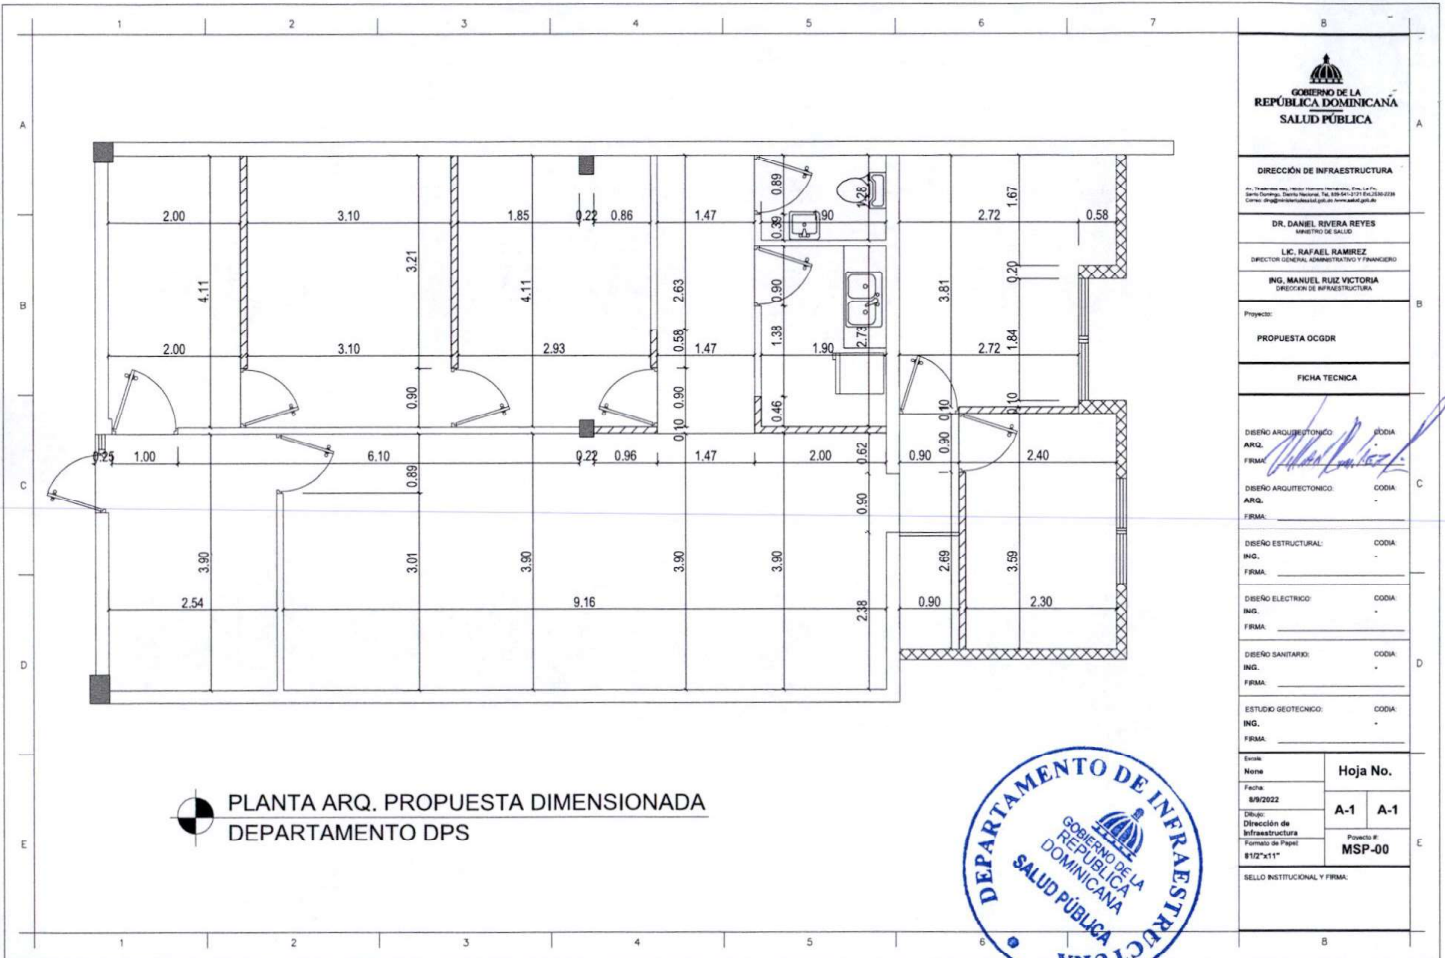 1 2 3 4 5 6 7 8
A
B
C
D
E
2.00 3.10 1.85 0.22 0.86 1.47 1.90 2.72 0.58
0.89 1.28 1.67
0.39
3.21
4.11 4.11 2.63 0.90 3.81 0.20
2.00 3.10 2.93 0.58 1.47 1.38 1.90 2.73 2.72 1.84
0.90 0.90 0.46 0.10 0.10
0.10
0.25 1.00 6.10 0.22 0.96 1.47 2.00 0.62 0.90 0.90 2.40
0.89 0.90
3.90 3.01 3.90 3.90 3.90 2.69 3.59
2.54 9.16 2.38 0.90 2.30
PLANTA ARQ. PROPUESTA DIMENSIONADA
DEPARTAMENTO DPS
DEPARTAMENTO DE INFRAESTRUCTURA
GOBIERNO DE LA
REPÚBLICA
DOMINICANA
SALUD PÚBLICA
GOBIERNO DE LA
REPÚBLICA DOMINICANA
SALUD PÚBLICA
DIRECCIÓN DE INFRAESTRUCTURA
DR. DANIEL RIVERA REYES
MINISTRO DE SALUD
LIC. RAFAEL RAMIREZ
DIRECTOR GENERAL ADMINISTRATIVO Y FINANCIERO
ING. MANUEL RUIZ VICTORIA
DIRECCION DE INFRAESTRUCTURA
Proyecto:
PROPUESTA OCGDR
FICHA TECNICA
DISEÑO ARQUITECTONICO: CODIA:
ARQ. -
FIRMA:
DISEÑO ARQUITECTONICO: CODIA:
ARQ. -
FIRMA:
DISEÑO ESTRUCTURAL: CODIA:
ING. -
FIRMA:
DISEÑO ELECTRICO: CODIA:
ING. -
FIRMA:
DISEÑO SANITARIO: CODIA:
ING. -
FIRMA:
ESTUDIO GEOTECNICO: CODIA:
ING. -
FIRMA:
Escala:
None
Hoja No.
Fecha:
8/9/2022
A-1 A-1
Dibujo:
Dirección de
Infraestructura
Formato de Papel:
81/2"x11"
Proyecto #:
MSP-00
SELLO INSTITUCIONAL Y FIRMA:
A
B
C
D
E
1 2 3 4 5 6 8